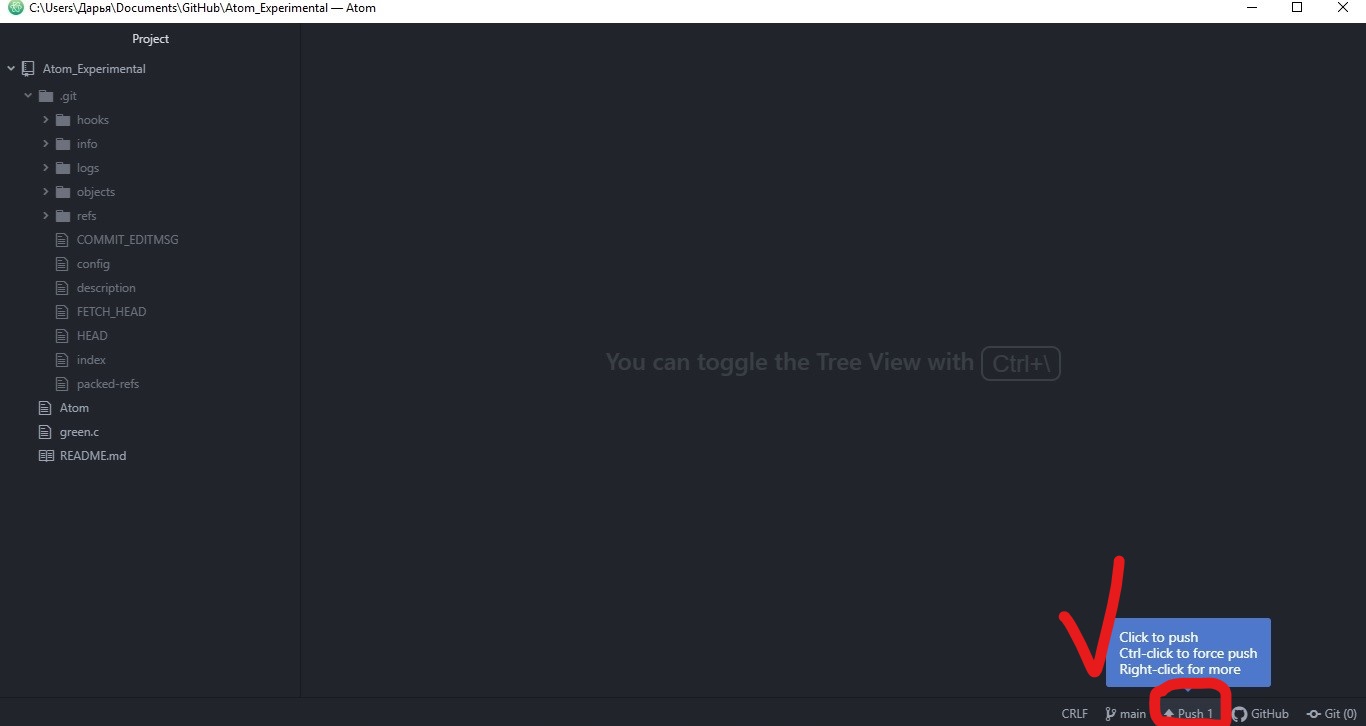 C:\Users\Дарья\Documents\GitHub\Atom_Experimental — Atom
Project
Atom_Experimental
.git
hooks
info
logs
objects
refs
COMMIT_EDITMSG
config
description
FETCH_HEAD
HEAD
index
packed-refs
Atom
green.c
README.md
You can toggle the Tree View with Ctrl+\
Click to push
Ctrl-click to force push
Right-click for more
CRLF main Push 1 GitHub Git (0)